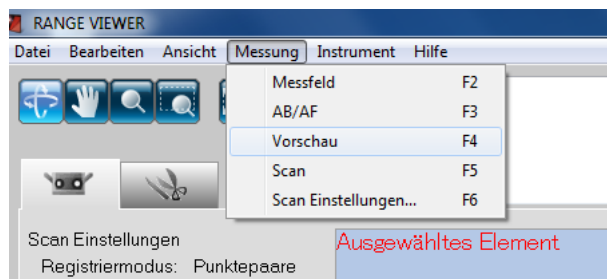 RANGE VIEWER
Datei Bearbeiten Ansicht Messung Instrument Hilfe
Messfeld F2
AB/AF F3
Vorschau F4
Scan F5
Scan Einstellungen... F6
Scan Einstellungen
Registriermodus: Punktepaare
Ausgewähltes Element